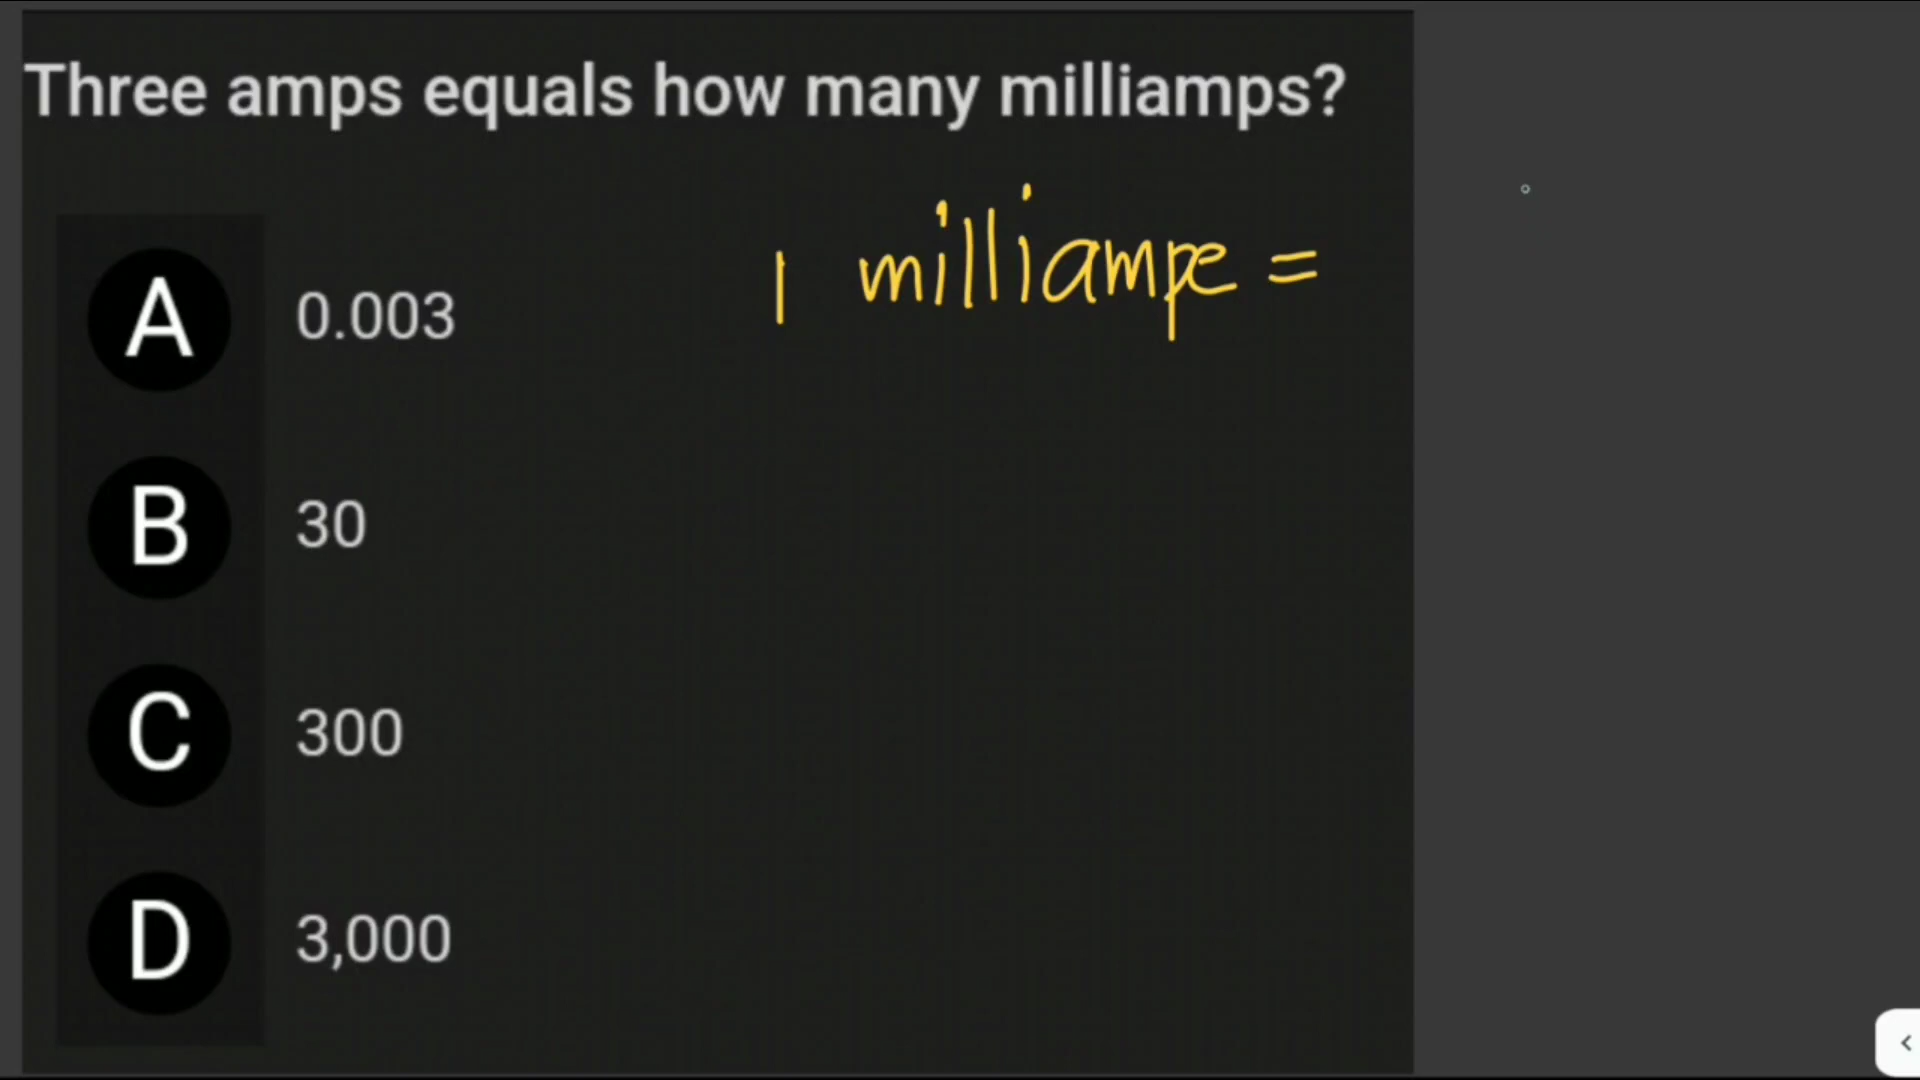 Three amps equals how many milliamps?
1 milliampe =
A 0.003
B 30
C 300
D 3,000